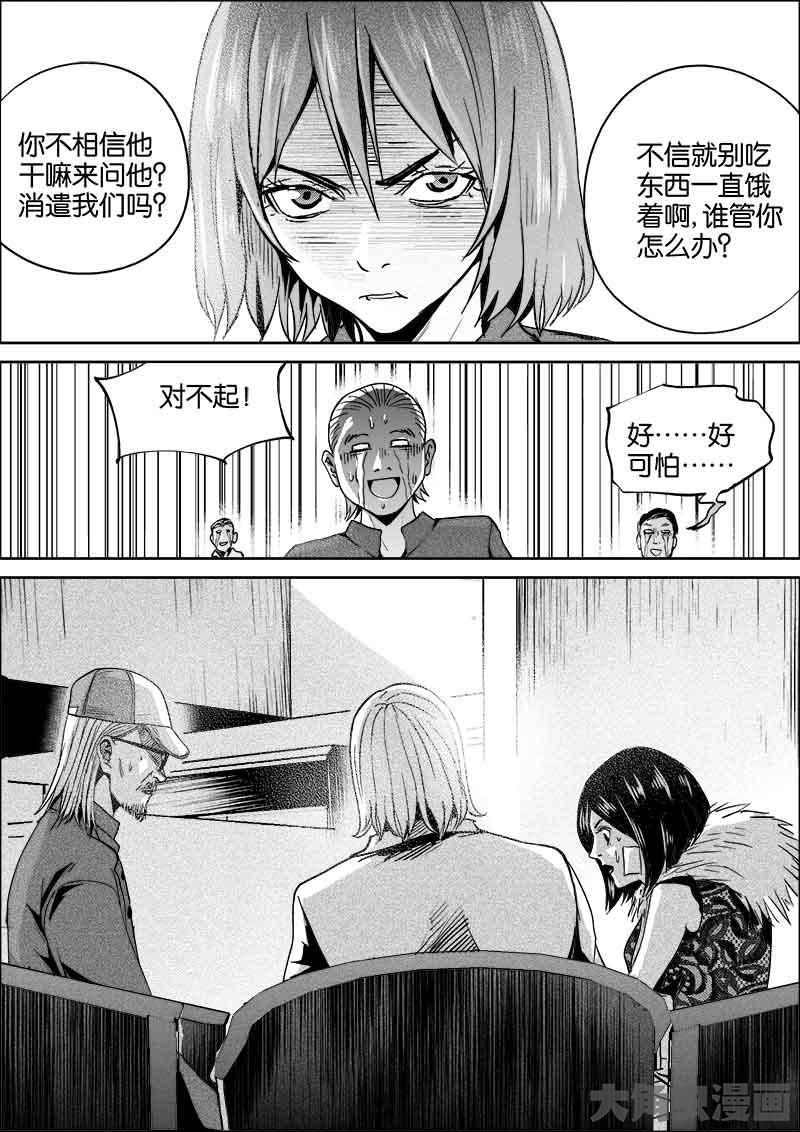 你不相信他
干嘛来问他？
消遣我们吗？
不信就别吃
东西一直饿
着啊，谁管你
怎么办？
对不起！
好……好
可怕……
大角虫漫画